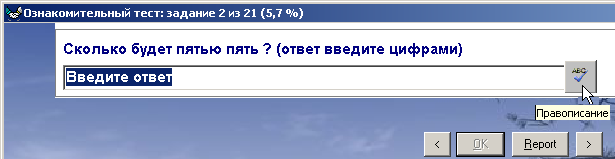 Ознакомительный тест: задание 2 из 21 (5,7 %)
Сколько будет пятью пять ? (ответ введите цифрами)
Введите ответ
ABC
Правописание
< OK Report >